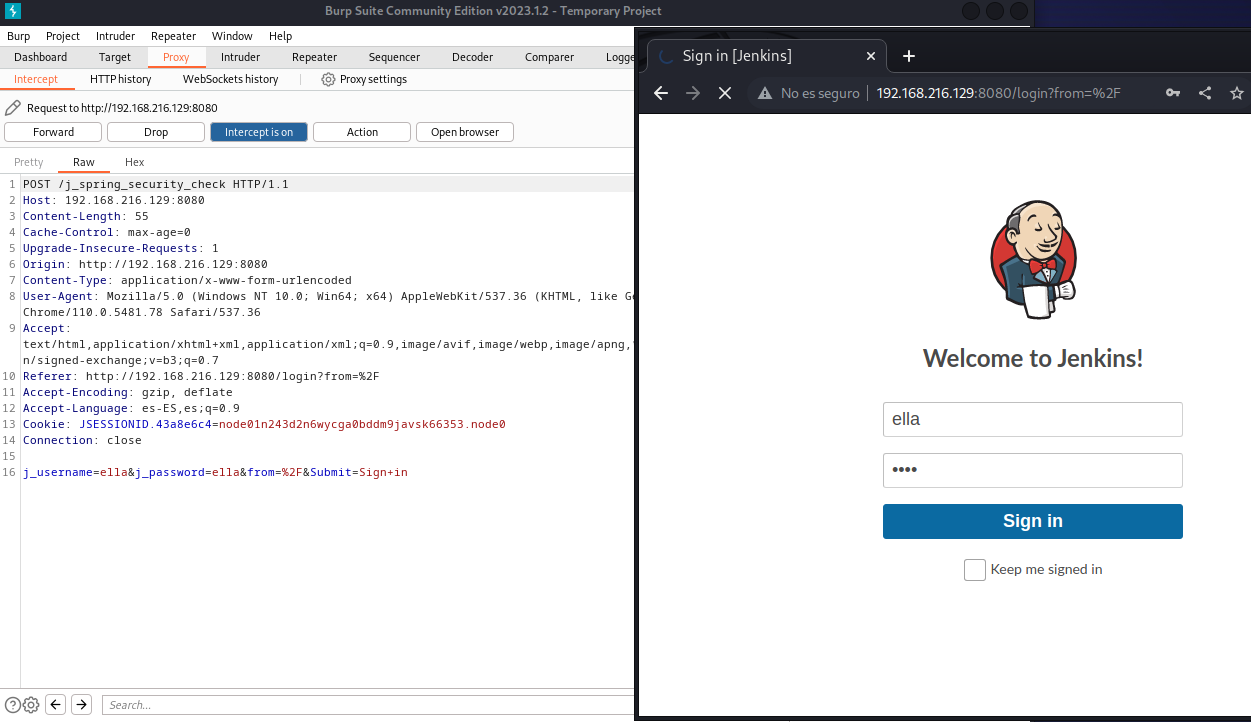 Burp Suite Community Edition v2023.1.2 - Temporary Project
Burp Project Intruder Repeater Window Help
Dashboard Target Proxy Intruder Repeater Sequencer Decoder Comparer Logge
Intercept HTTP history WebSockets history Proxy settings
Request to http://192.168.216.129:8080
Forward Drop Intercept is on Action Open browser
Pretty Raw Hex
1 POST /j_spring_security_check HTTP/1.1
2 Host: 192.168.216.129:8080
3 Content-Length: 55
4 Cache-Control: max-age=0
5 Upgrade-Insecure-Requests: 1
6 Origin: http://192.168.216.129:8080
7 Content-Type: application/x-www-form-urlencoded
8 User-Agent: Mozilla/5.0 (Windows NT 10.0; Win64; x64) AppleWebKit/537.36 (KHTML, like Ge
Chrome/110.0.5481.78 Safari/537.36
9 Accept:
text/html,application/xhtml+xml,application/xml;q=0.9,image/avif,image/webp,image/apng,
n/signed-exchange;v=b3;q=0.7
10 Referer: http://192.168.216.129:8080/login?from=%2F
11 Accept-Encoding: gzip, deflate
12 Accept-Language: es-ES,es;q=0.9
13 Cookie: JSESSIONID.43a8e6c4=node01n243d2n6wycga0bddm9javsk66353.node0
14 Connection: close
15
16 j_username=ella&j_password=ella&from=%2F&Submit=Sign+in
Search...
Sign in [Jenkins]
No es seguro 192.168.216.129:8080/login?from=%2F
Welcome to Jenkins!
ella
••••
Sign in
Keep me signed in